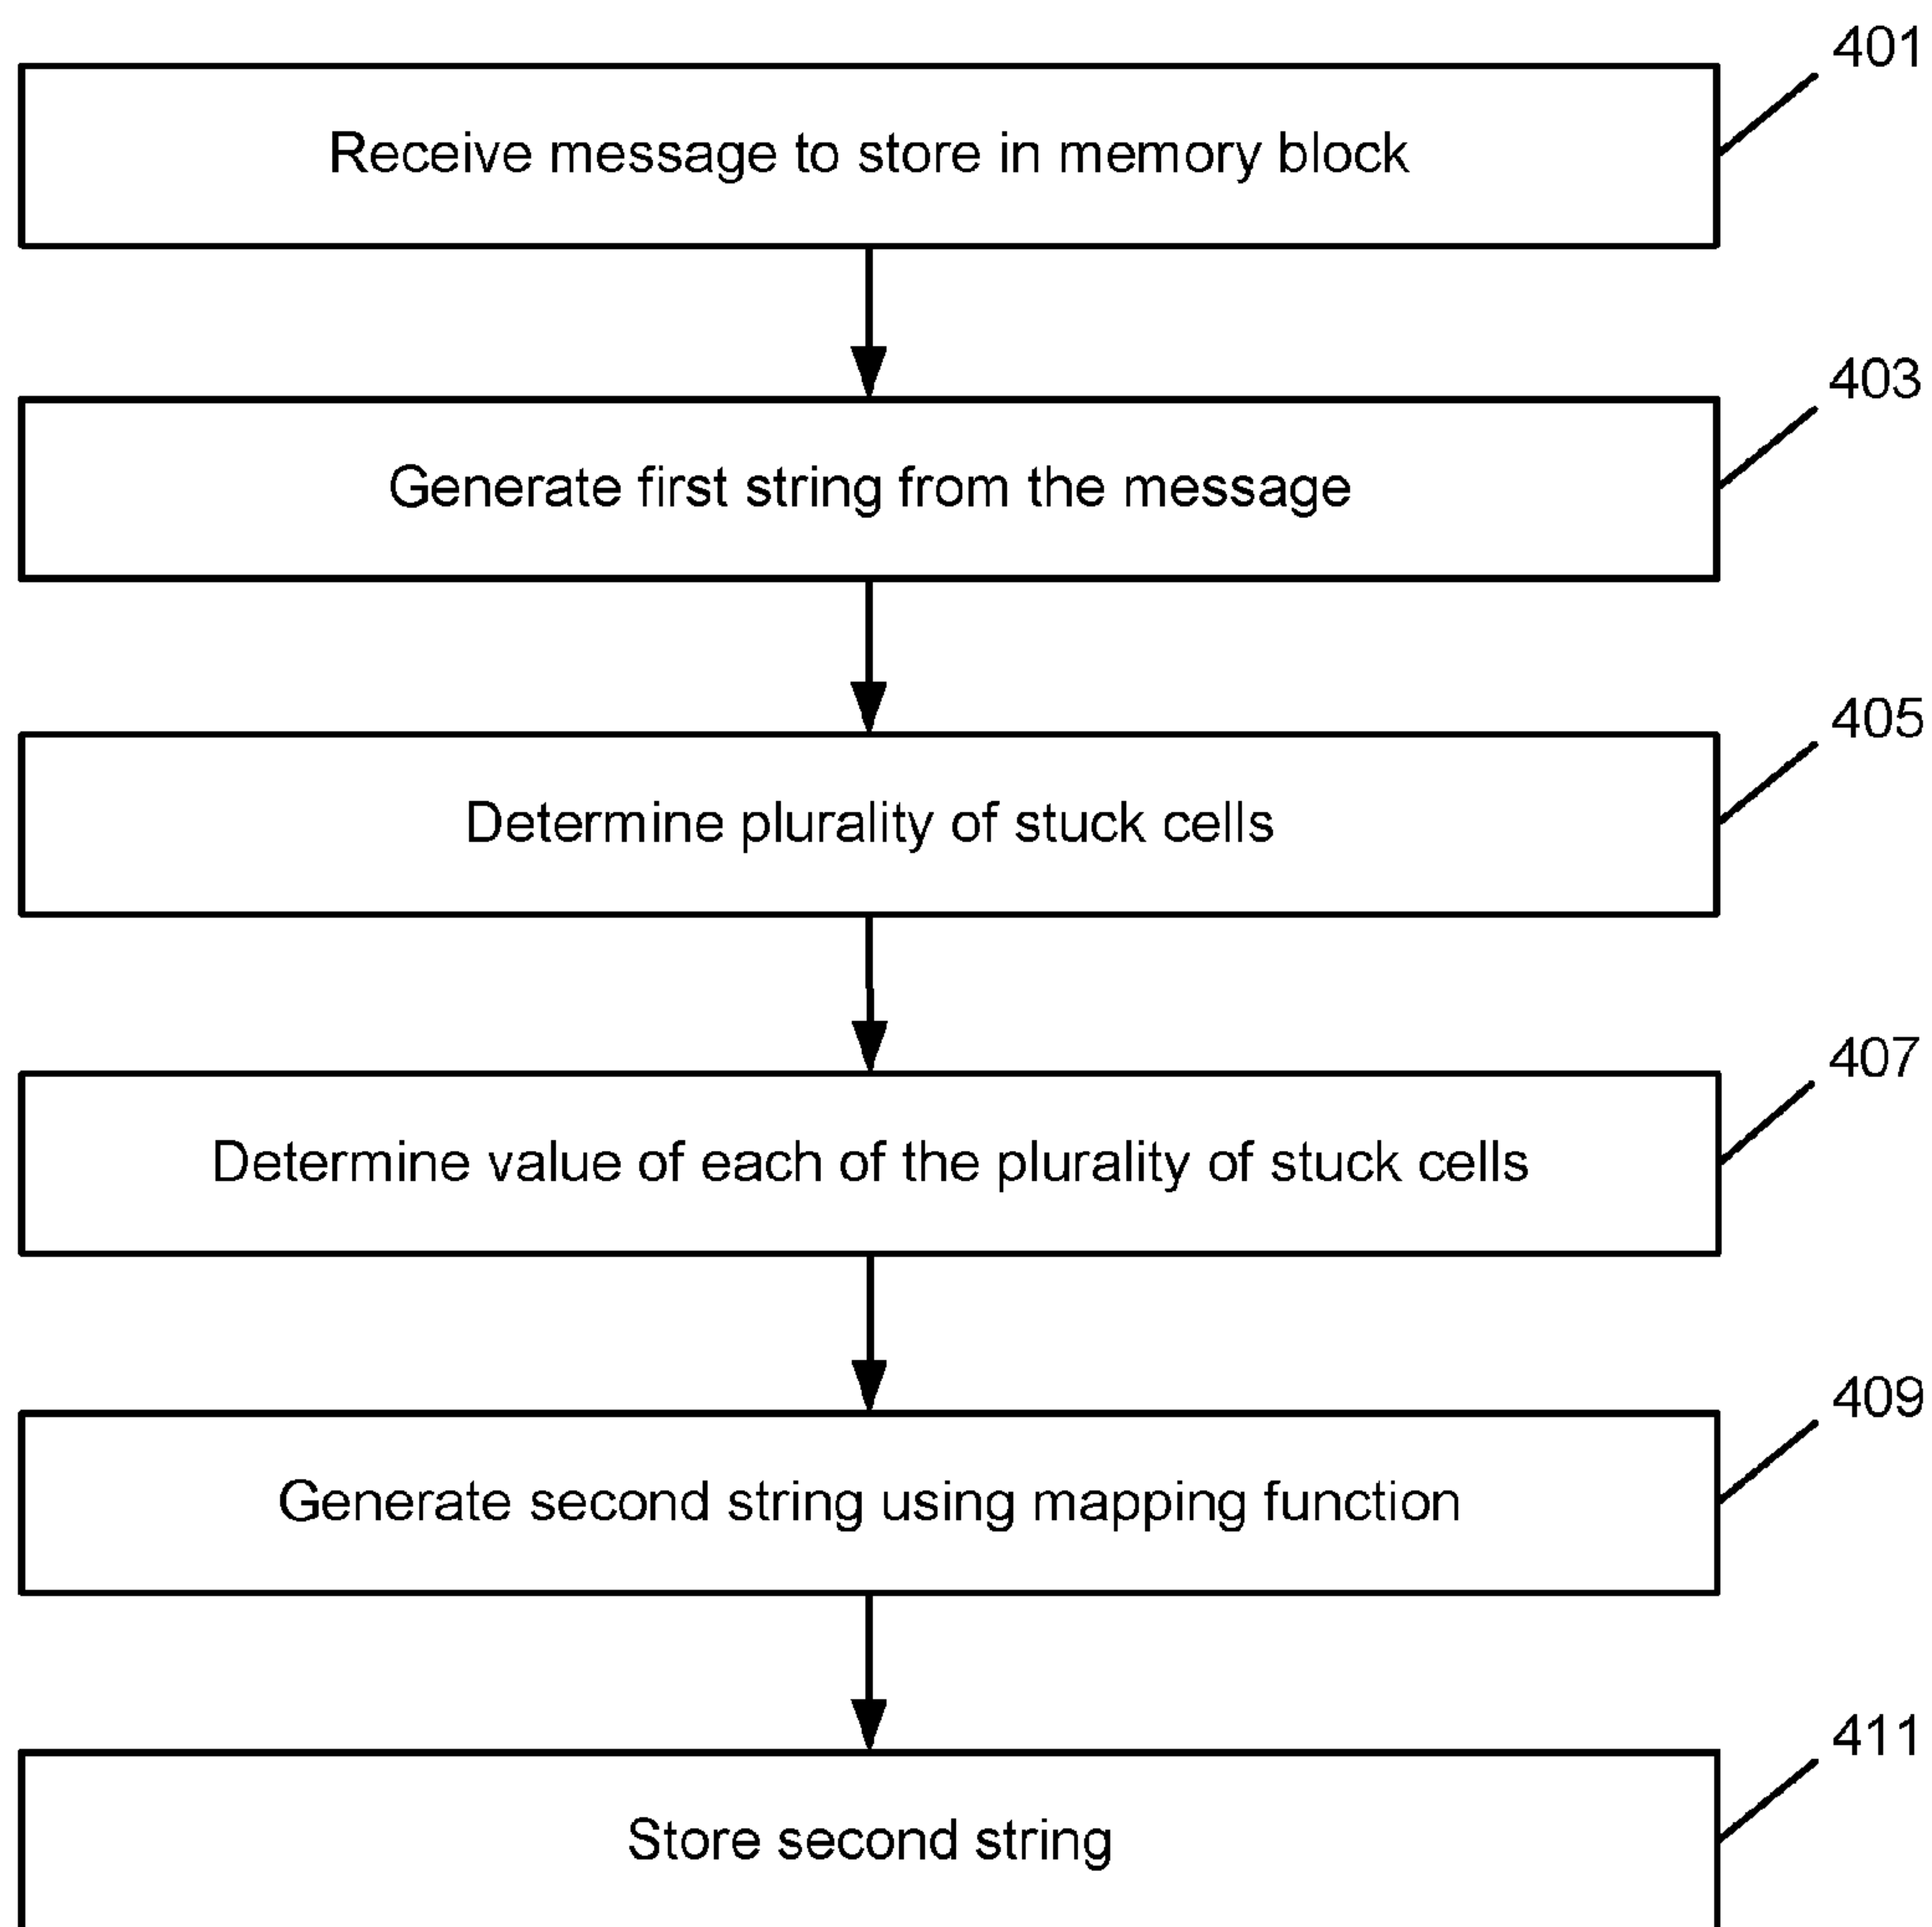 401
Receive message to store in memory block
403
Generate first string from the message
405
Determine plurality of stuck cells
407
Determine value of each of the plurality of stuck cells
409
Generate second string using mapping function
411
Store second string